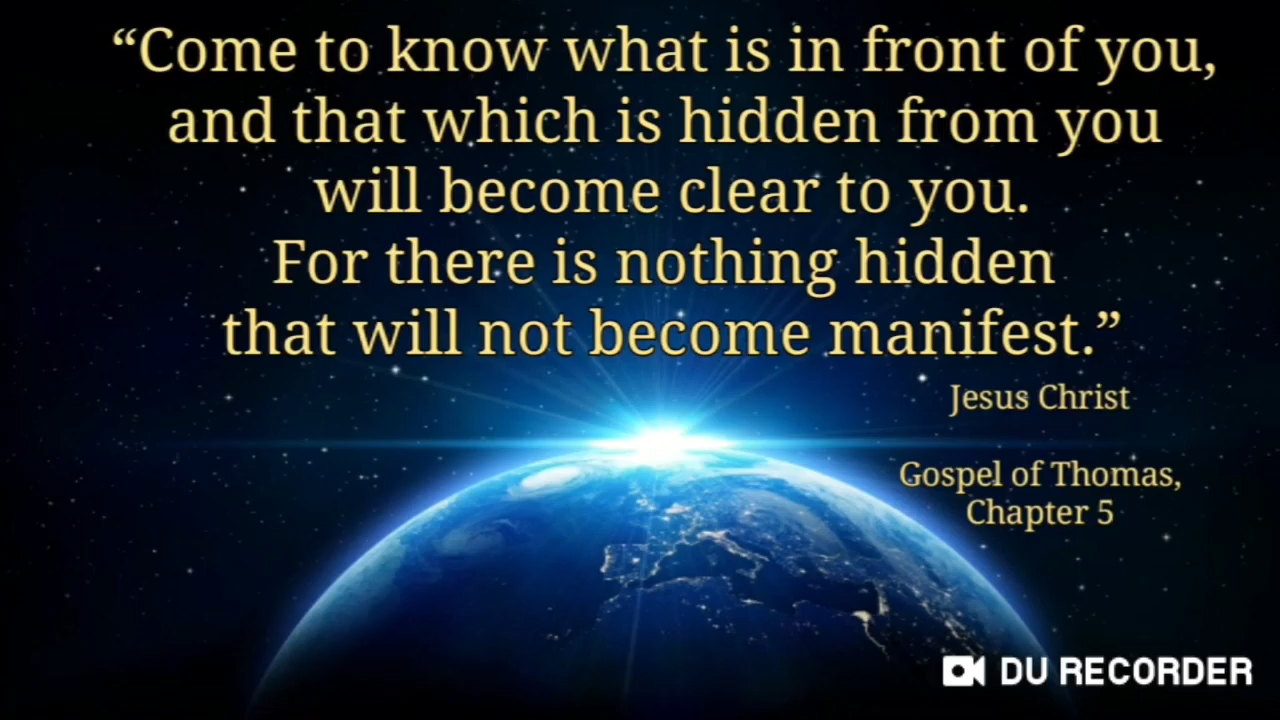 “Come to know what is in front of you,
and that which is hidden from you
will become clear to you.
For there is nothing hidden
that will not become manifest.”
Jesus Christ
Gospel of Thomas,
Chapter 5
DU RECORDER